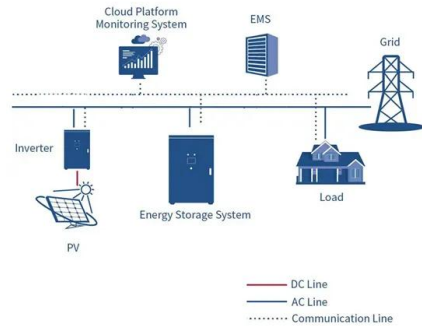 Cloud Platform
Monitoring System
EMS
Grid
Inverter
Energy Storage System
Load
PV
DC Line
AC Line
Communication Line